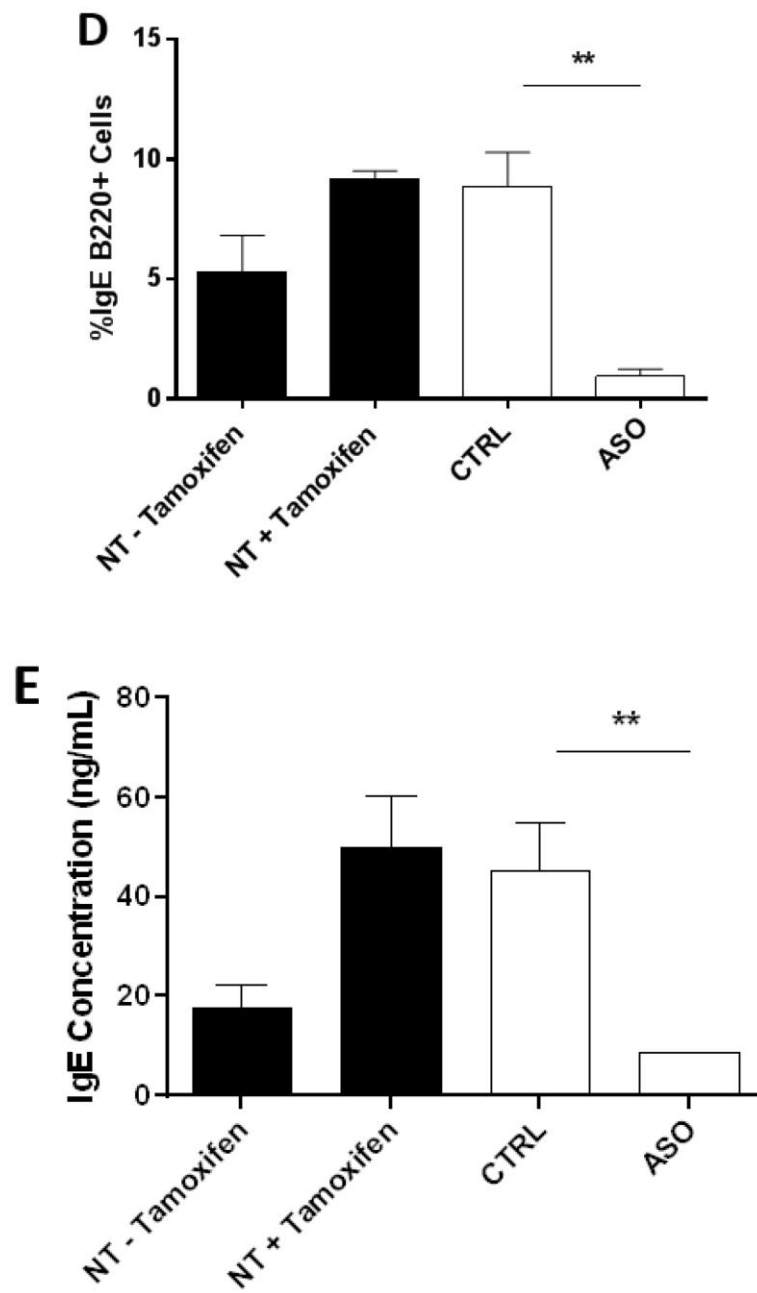 D
%IgE B220+ Cells
15
10
5
0
**
NT - Tamoxifen
NT + Tamoxifen
CTRL
ASO
E
IgE Concentration (ng/mL)
80
60
40
20
0
**
NT - Tamoxifen
NT + Tamoxifen
CTRL
ASO